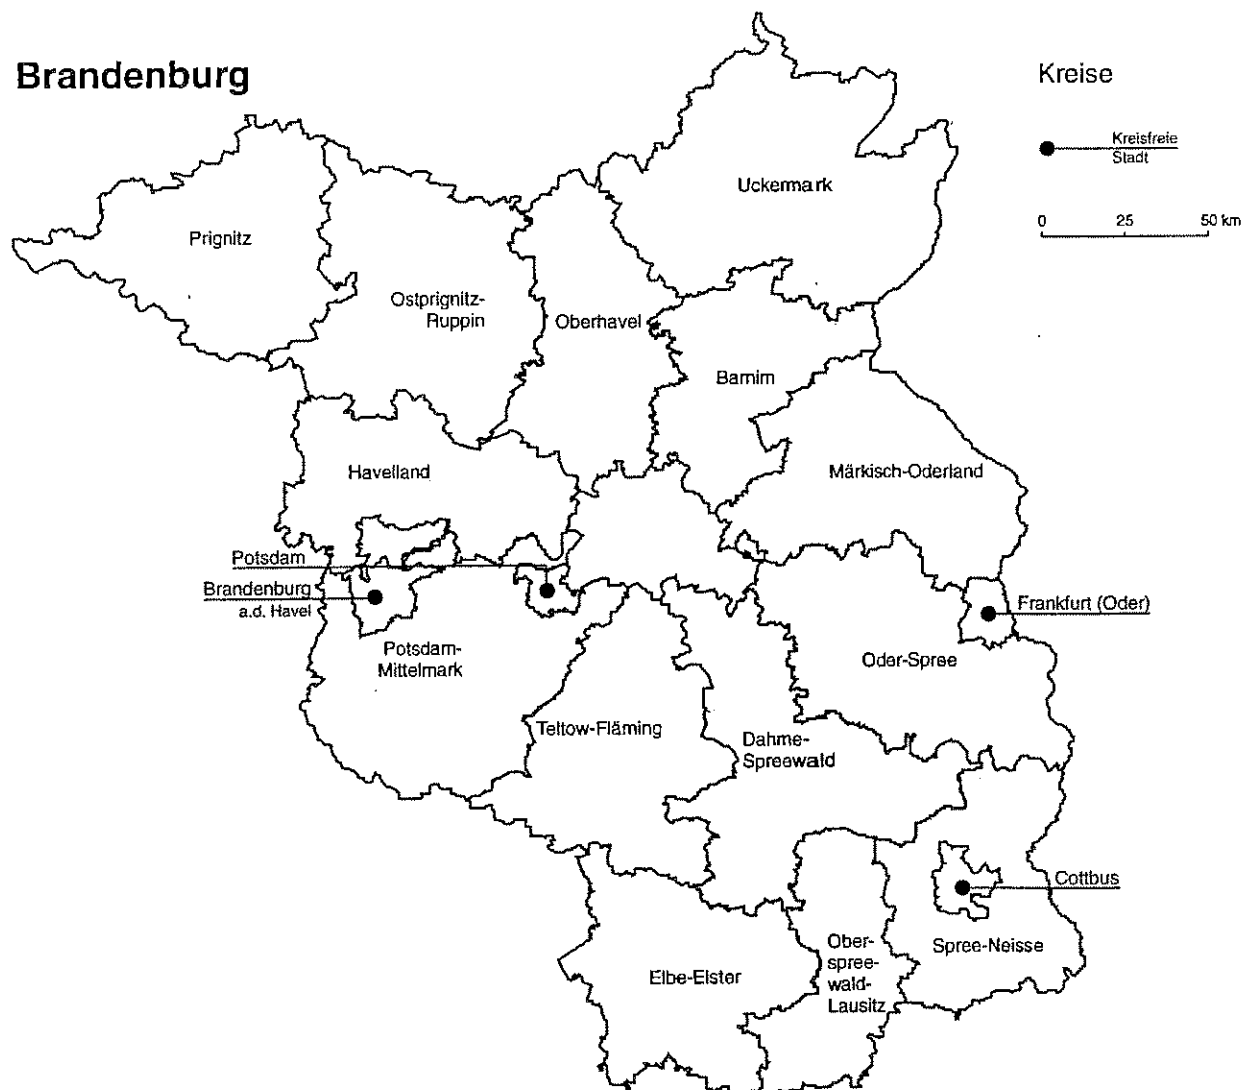 Brandenburg
Kreise
Kreisfreie
Stadt
0 25 50 km
Uckermark
Prignitz
Ostprignitz-
Ruppin
Oberhavel
Barnim
Havelland
Märkisch-Oderland
Potsdam
Brandenburg
a.d. Havel
Frankfurt (Oder)
Potsdam-
Mittelmark
Oder-Spree
Teltow-Fläming
Dahme-
Spreewald
Cottbus
Ober-
spree-
wald-
Lausitz
Spree-Neisse
Elbe-Elster